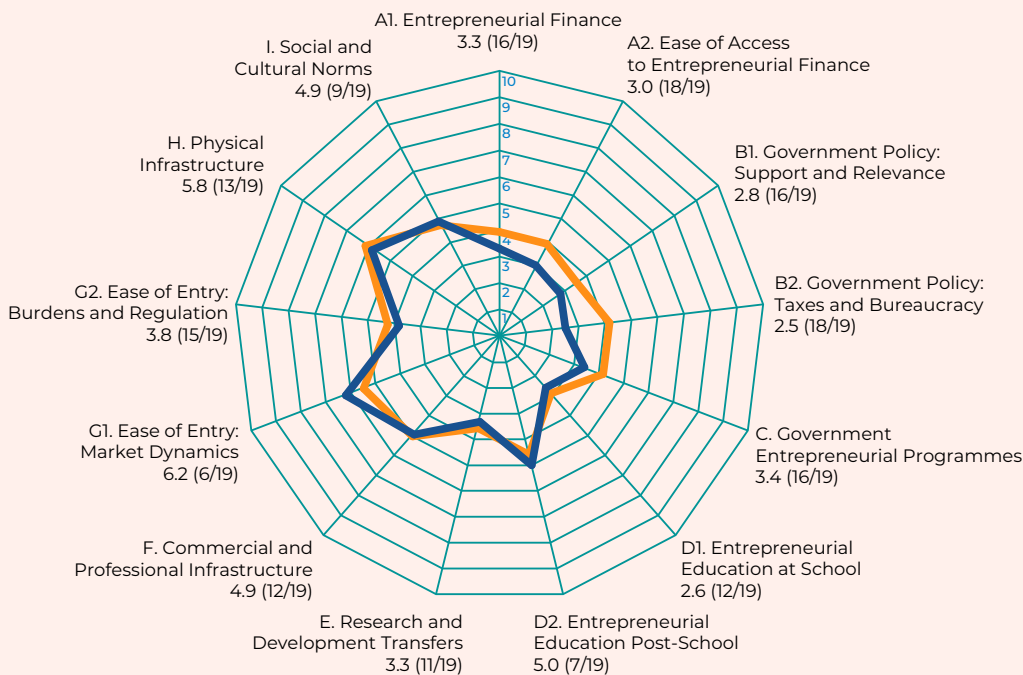 A1. Entrepreneurial Finance
3.3 (16/19)
A2. Ease of Access
to Entrepreneurial Finance
3.0 (18/19)
B1. Government Policy:
Support and Relevance
2.8 (16/19)
B2. Government Policy:
Taxes and Bureaucracy
2.5 (18/19)
C. Government
Entrepreneurial Programmes
3.4 (16/19)
D1. Entrepreneurial
Education at School
2.6 (12/19)
D2. Entrepreneurial
Education Post-School
5.0 (7/19)
E. Research and
Development Transfers
3.3 (11/19)
F. Commercial and
Professional Infrastructure
4.9 (12/19)
G1. Ease of Entry:
Market Dynamics
6.2 (6/19)
G2. Ease of Entry:
Burdens and Regulation
3.8 (15/19)
H. Physical
Infrastructure
5.8 (13/19)
I. Social and
Cultural Norms
4.9 (9/19)
10
9
8
7
6
5
4
3
2
1